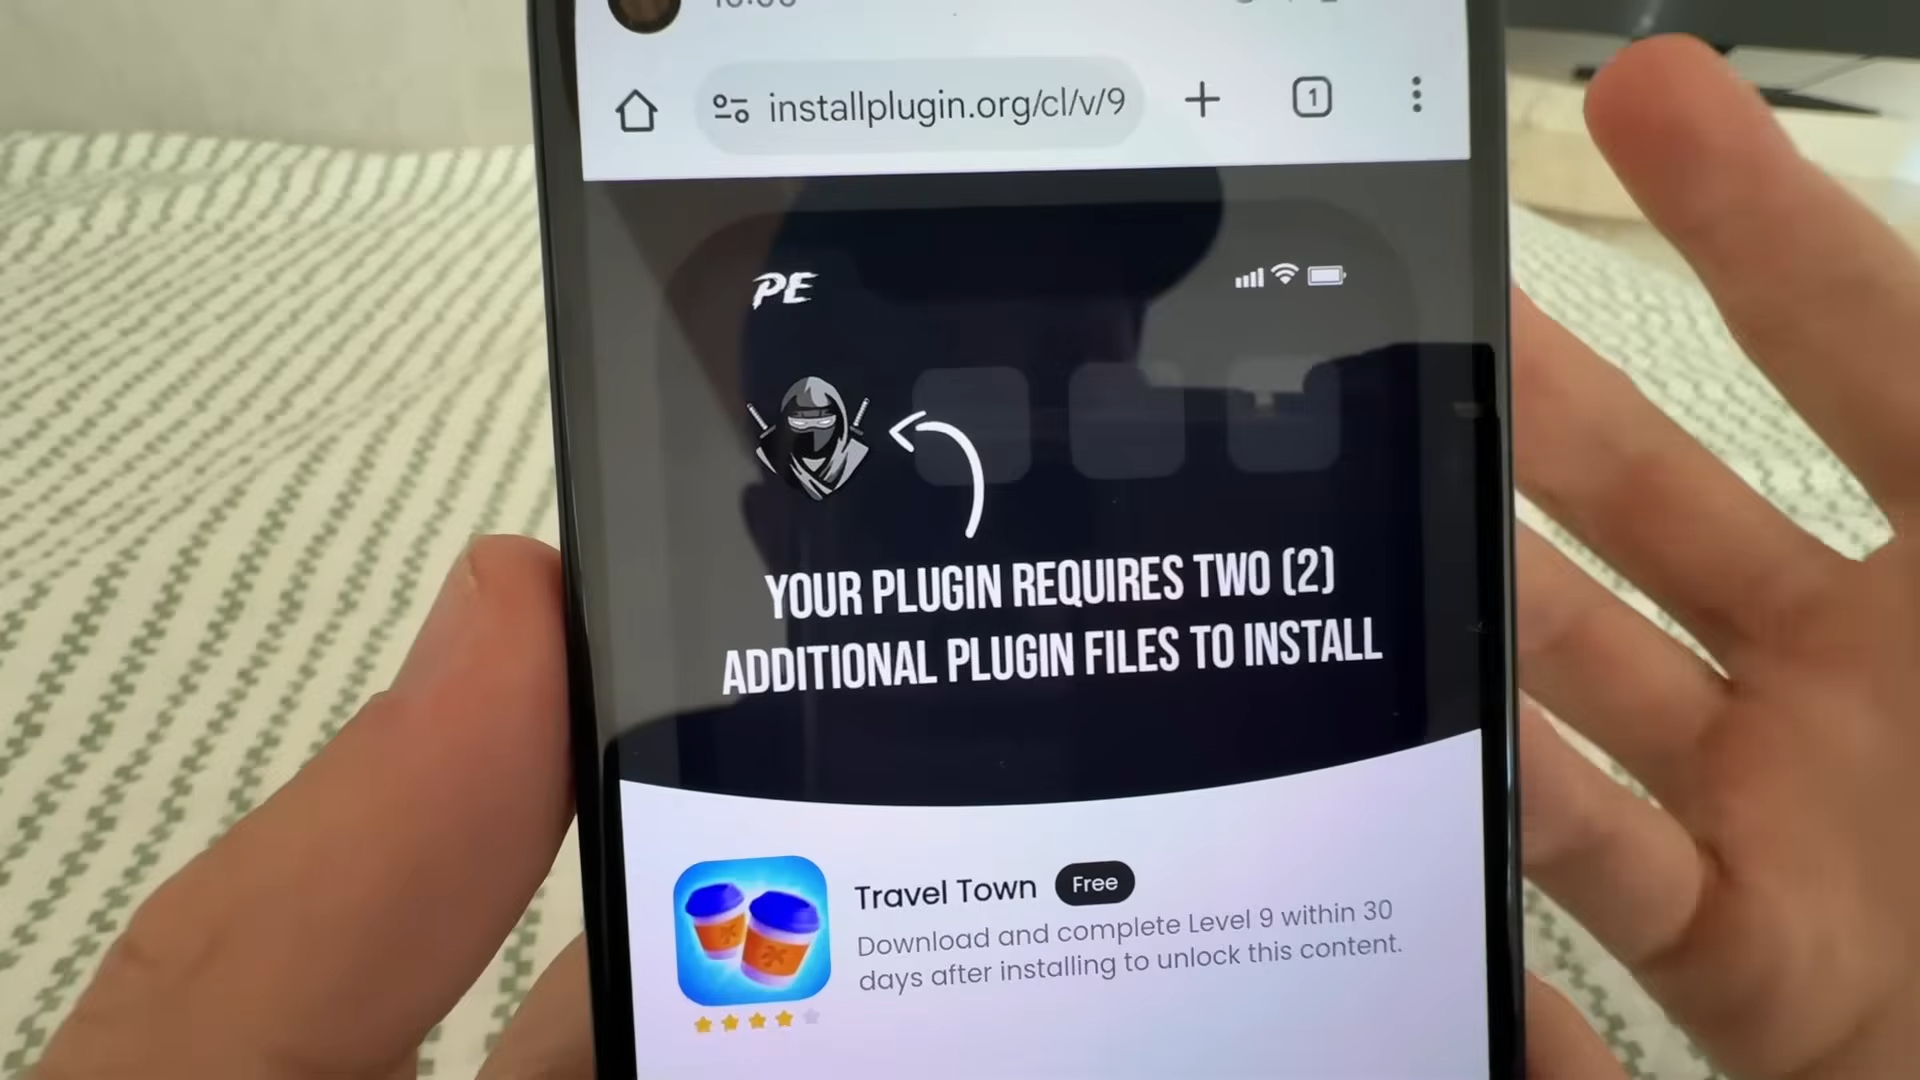 installplugin.org/cl/v/9
1
PE
YOUR PLUGIN REQUIRES TWO (2)
ADDITIONAL PLUGIN FILES TO INSTALL
Travel Town
Free
Download and complete Level 9 within 30
days after installing to unlock this content.